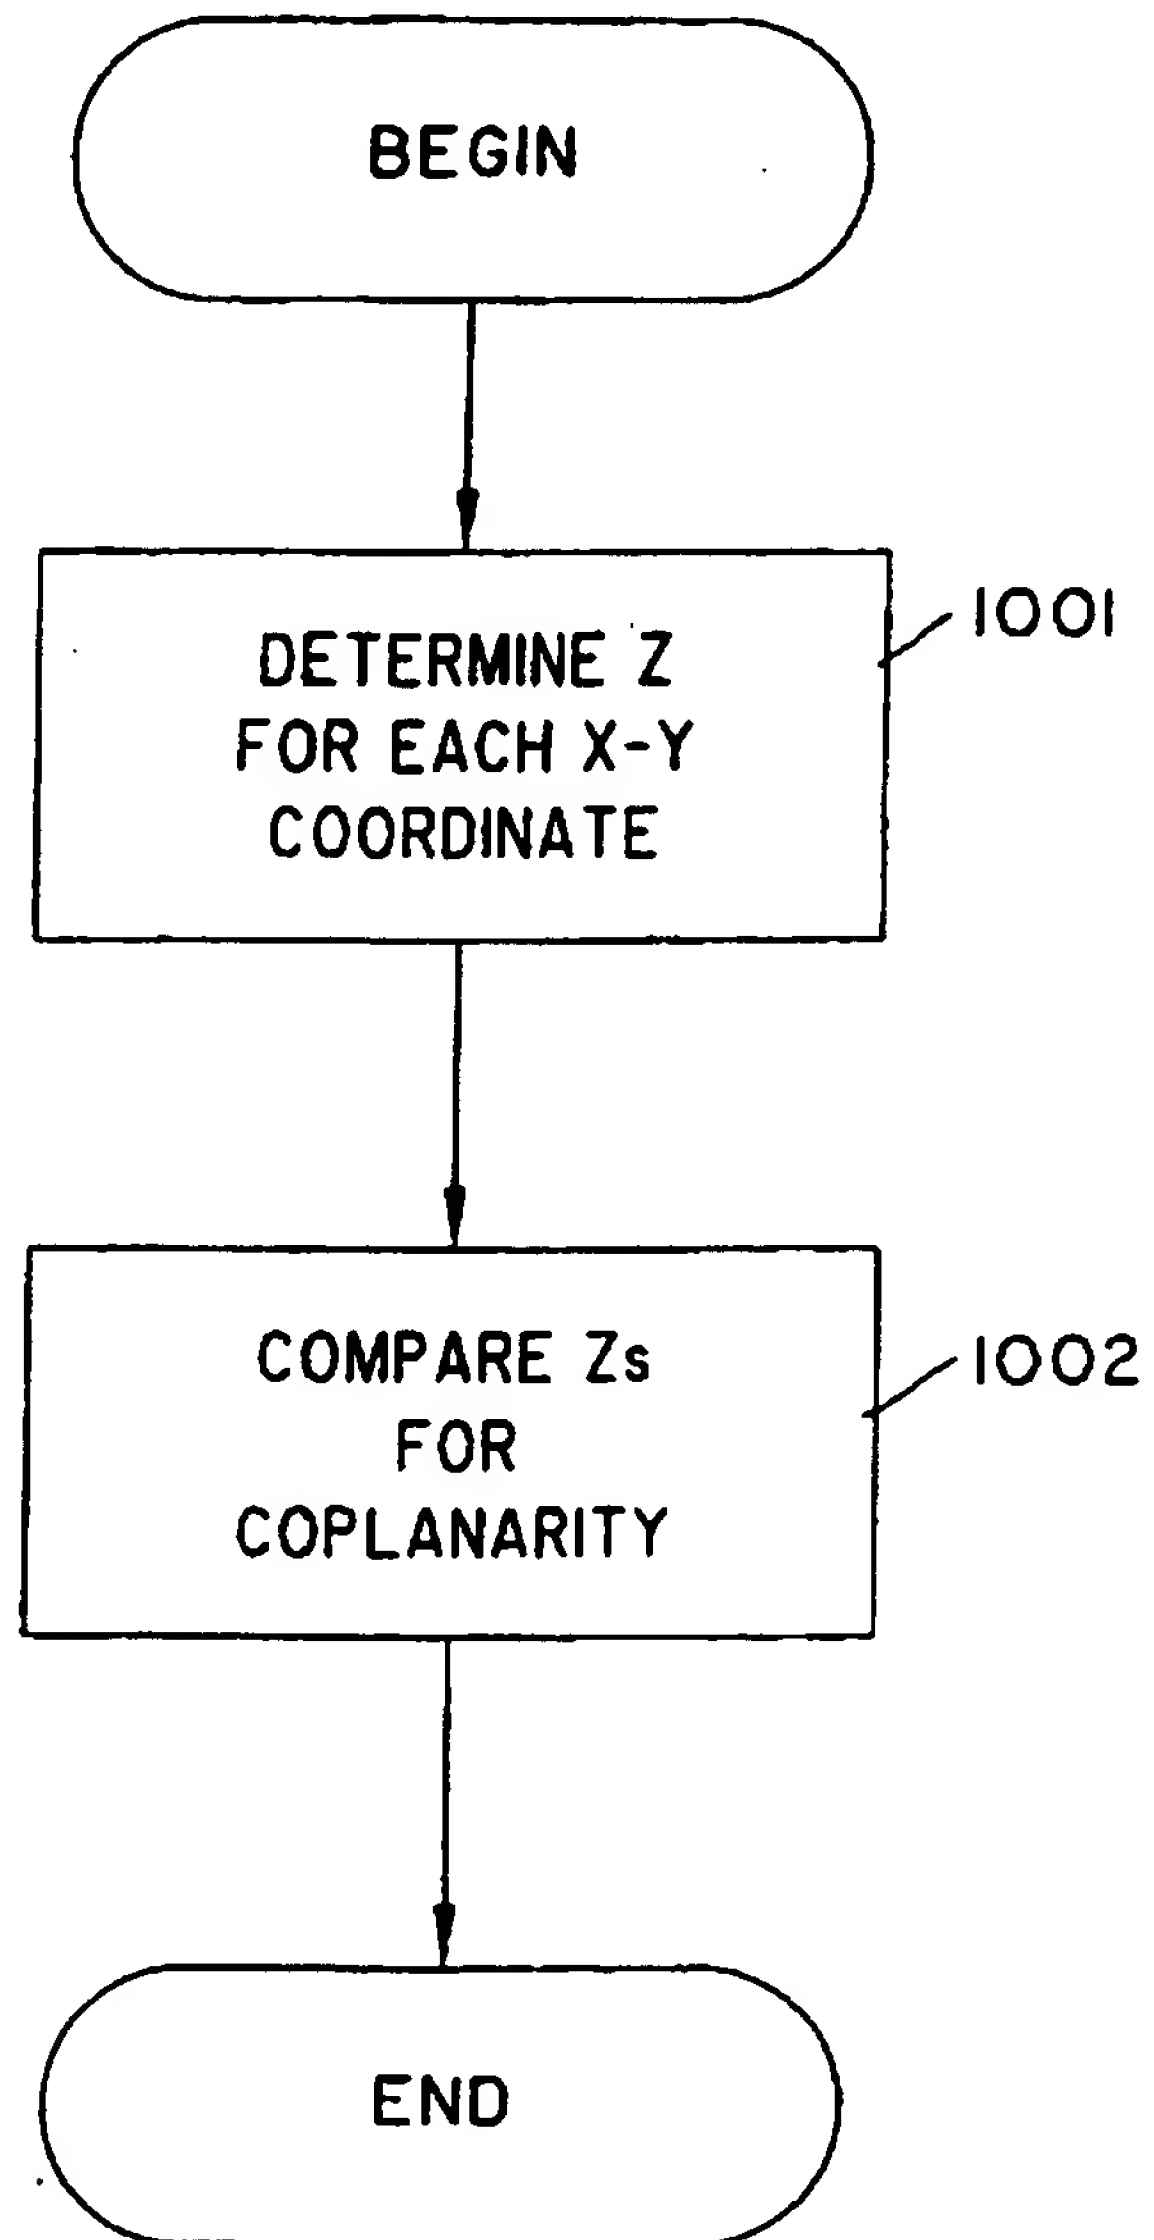 BEGIN
DETERMINE Z
FOR EACH X-Y
COORDINATE
1001
COMPARE Zs
FOR
COPLANARITY
1002
END